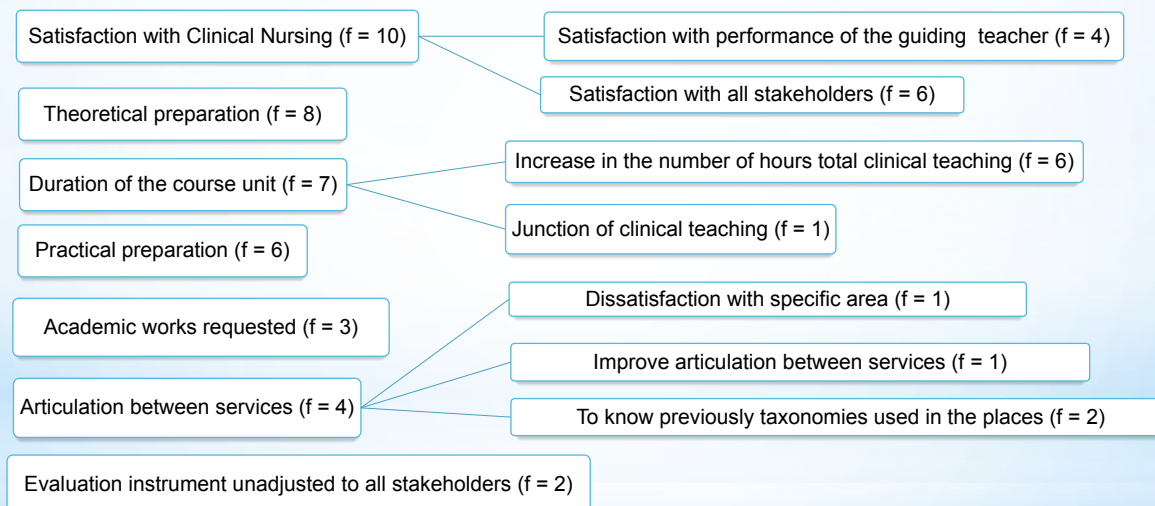 Satisfaction with Clinical Nursing (f = 10)
Satisfaction with performance of the guiding teacher (f = 4)
Satisfaction with all stakeholders (f = 6)
Theoretical preparation (f = 8)
Duration of the course unit (f = 7)
Increase in the number of hours total clinical teaching (f = 6)
Junction of clinical teaching (f = 1)
Practical preparation (f = 6)
Academic works requested (f = 3)
Articulation between services (f = 4)
Dissatisfaction with specific area (f = 1)
Improve articulation between services (f = 1)
To know previously taxonomies used in the places (f = 2)
Evaluation instrument unadjusted to all stakeholders (f = 2)